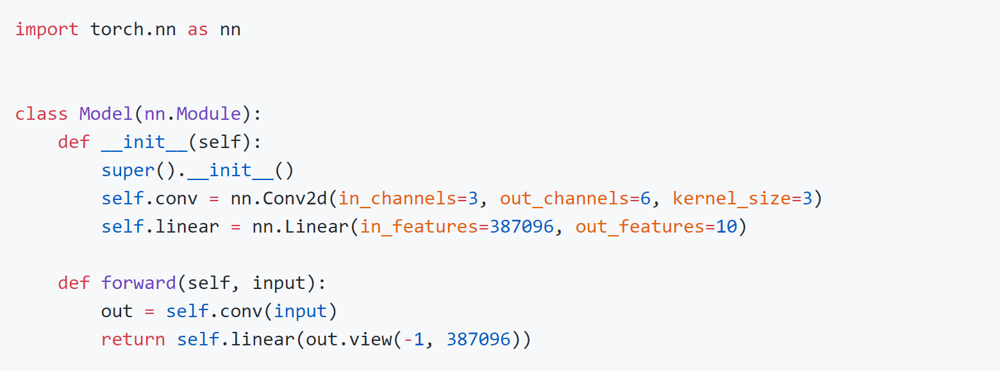 import torch.nn as nn
class Model(nn.Module):
    def __init__(self):
        super().__init__()
        self.conv = nn.Conv2d(in_channels=3, out_channels=6, kernel_size=3)
        self.linear = nn.Linear(in_features=387096, out_features=10)
    def forward(self, input):
        out = self.conv(input)
        return self.linear(out.view(-1, 387096))